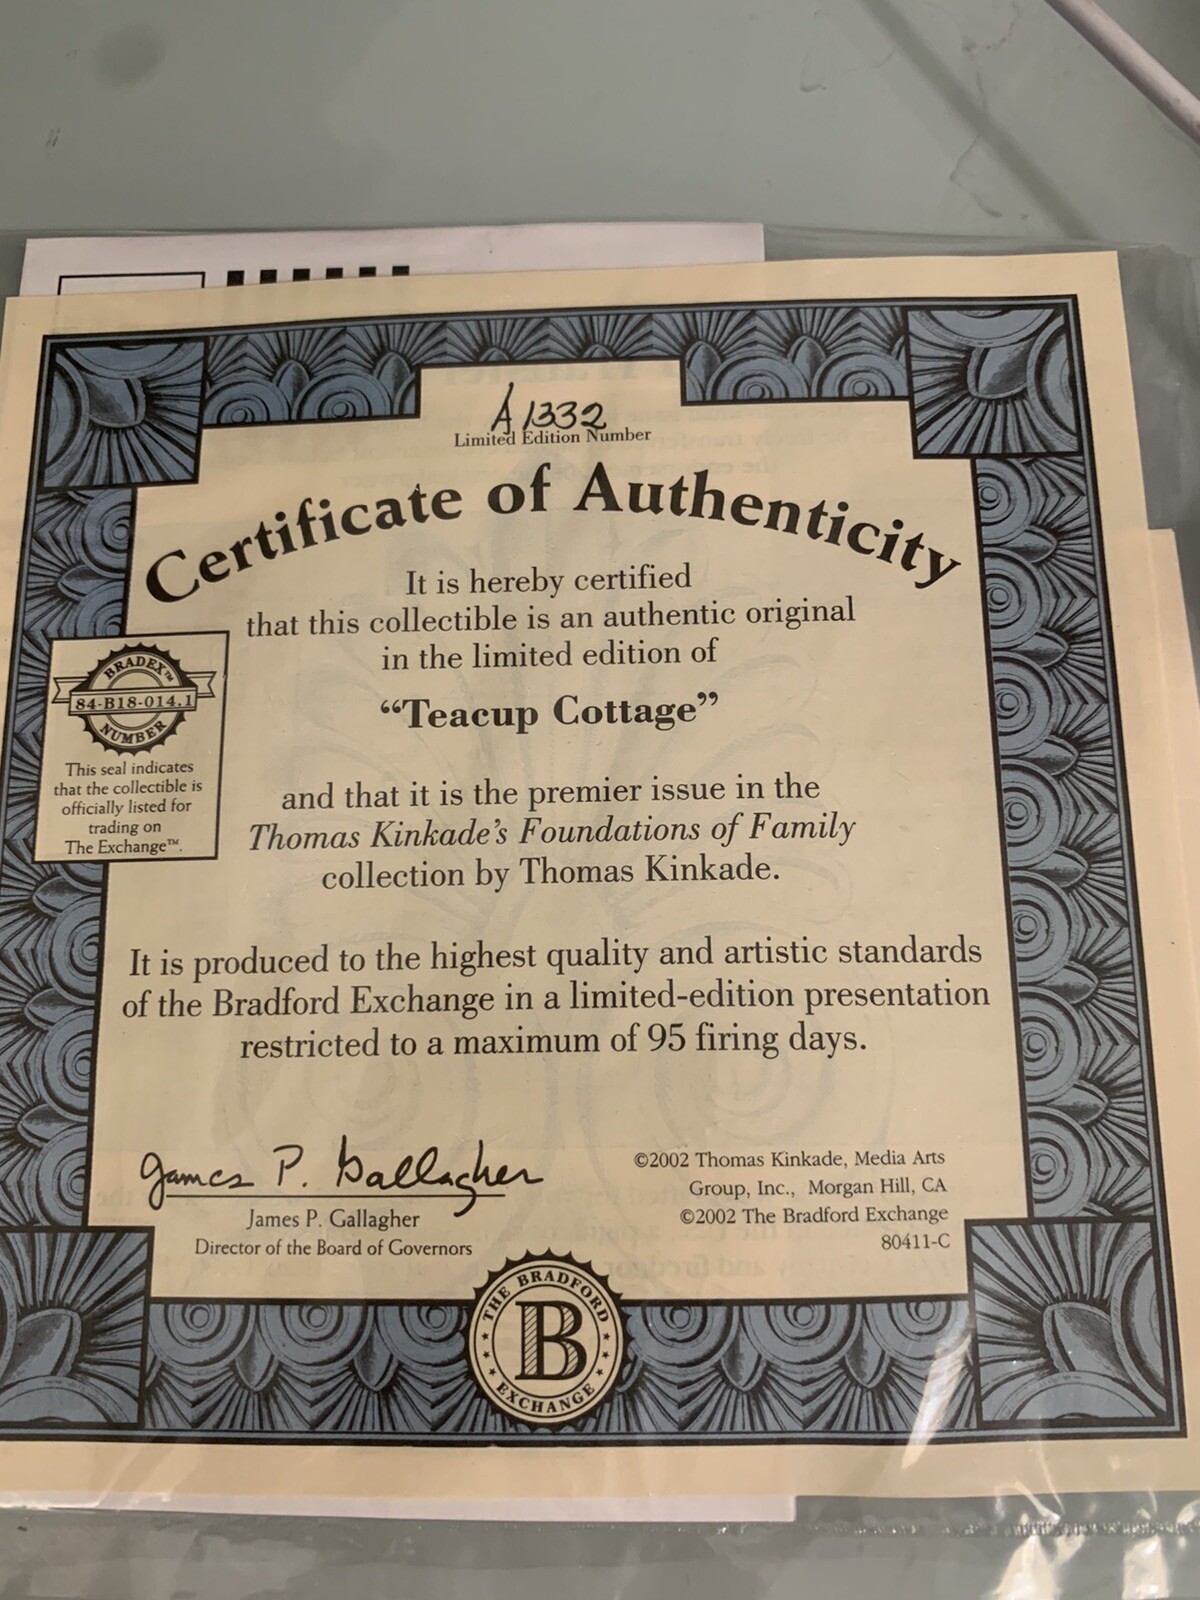 A1332
Limited Edition Number
Certificate of Authenticity
It is hereby certified
that this collectible is an authentic original
in the limited edition of
“Teacup Cottage”
BRADEX™
84-B18-014.1
NUMBER
This seal indicates
that the collectible is
officially listed for
trading on
The Exchange™.
and that it is the premier issue in the
Thomas Kinkade’s Foundations of Family
collection by Thomas Kinkade.
It is produced to the highest quality and artistic standards
of the Bradford Exchange in a limited-edition presentation
restricted to a maximum of 95 firing days.
James P. Gallagher
James P. Gallagher
Director of the Board of Governors
©2002 Thomas Kinkade, Media Arts
Group, Inc., Morgan Hill, CA
©2002 The Bradford Exchange
80411-C
THE BRADFORD
B
EXCHANGE